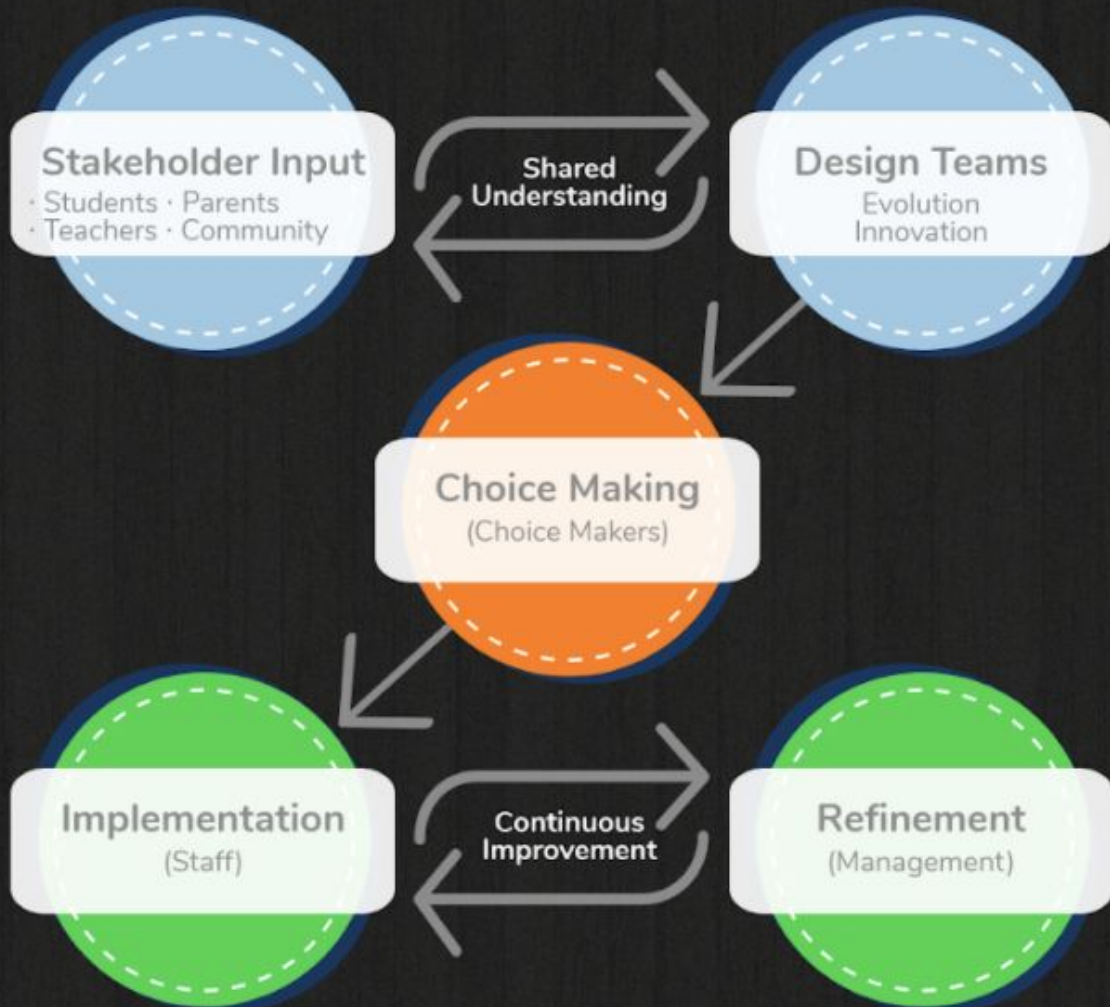 Stakeholder Input
· Students · Parents
· Teachers · Community
Shared
Understanding
Design Teams
Evolution
Innovation
Choice Making
(Choice Makers)
Implementation
(Staff)
Continuous
Improvement
Refinement
(Management)